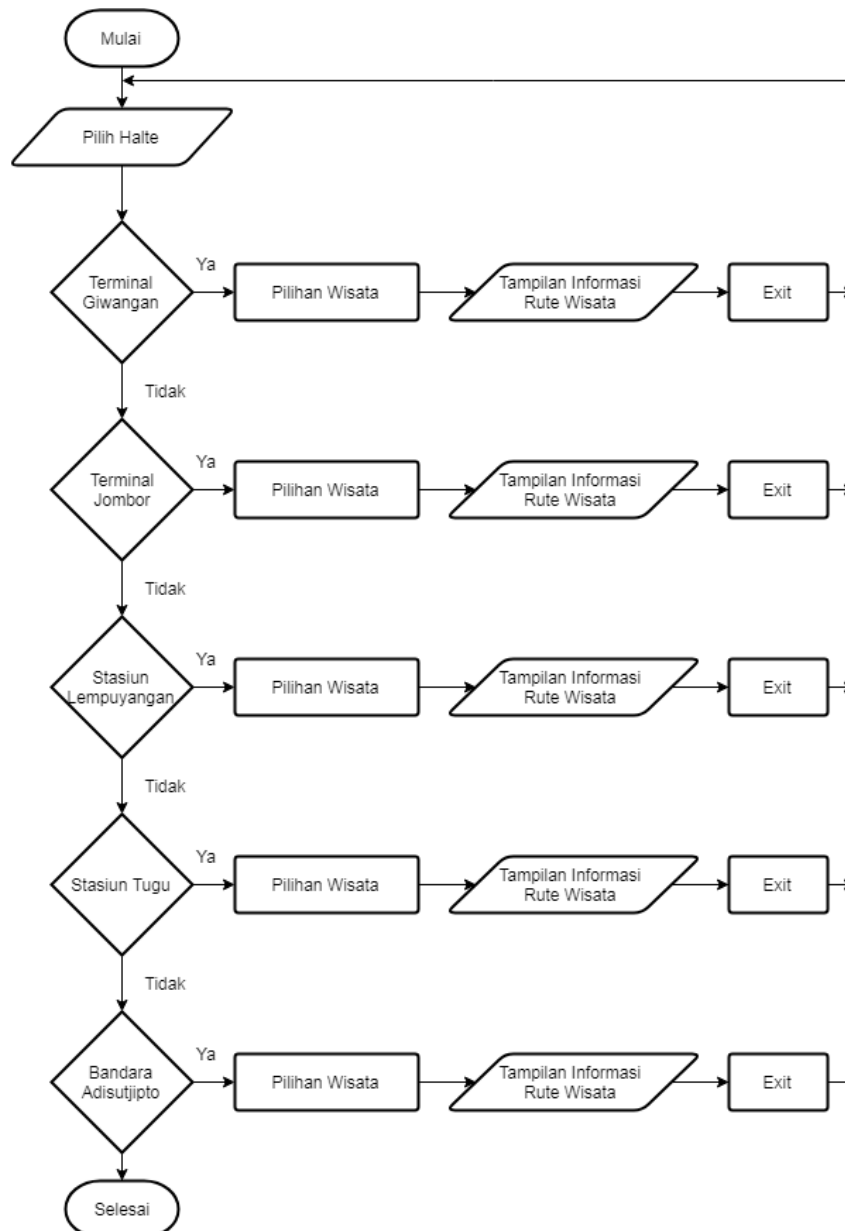 Mulai
Pilih Halte
Terminal
Giwangan
Ya
Pilihan Wisata
Tampilan Informasi
Rute Wisata
Exit
Tidak
Terminal
Jombor
Ya
Pilihan Wisata
Tampilan Informasi
Rute Wisata
Exit
Tidak
Stasiun
Lempuyangan
Ya
Pilihan Wisata
Tampilan Informasi
Rute Wisata
Exit
Tidak
Stasiun Tugu
Ya
Pilihan Wisata
Tampilan Informasi
Rute Wisata
Exit
Tidak
Bandara
Adisutjipto
Ya
Pilihan Wisata
Tampilan Informasi
Rute Wisata
Exit
Selesai